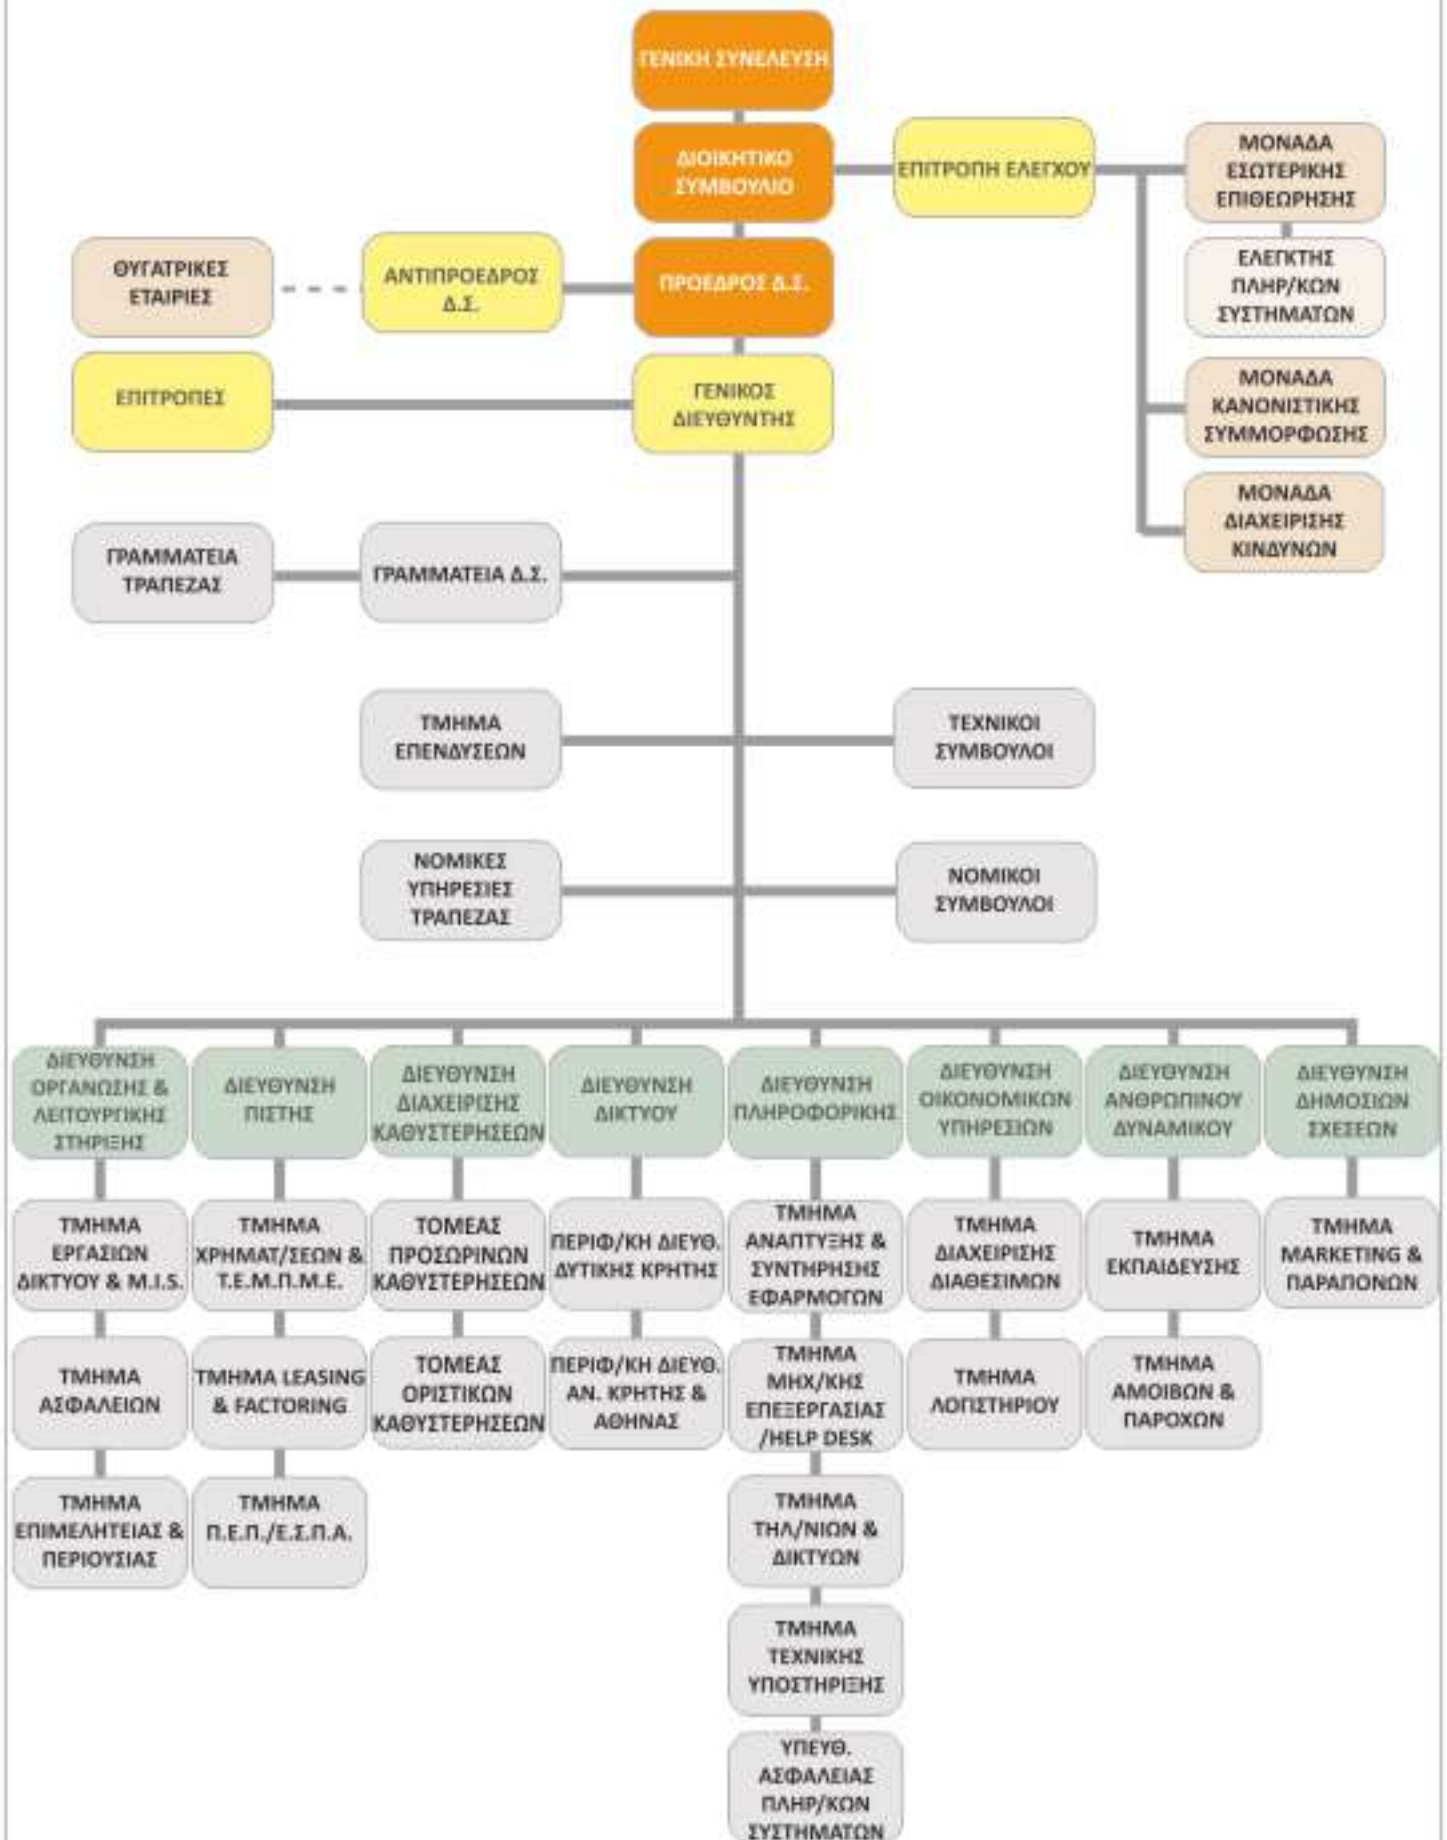 ΓΕΝΙΚΗ ΣΥΝΕΛΕΥΣΗ
ΔΙΟΙΚΗΤΙΚΟ
ΣΥΜΒΟΥΛΙΟ
ΕΠΙΤΡΟΠΗ ΕΛΕΓΧΟΥ
ΜΟΝΑΔΑ
ΕΣΩΤΕΡΙΚΗΣ
ΕΠΙΘΕΩΡΗΣΗΣ
ΘΥΓΑΤΡΙΚΕΣ
ΕΤΑΙΡΙΕΣ
ΑΝΤΙΠΡΟΕΔΡΟΣ
Δ.Σ.
ΠΡΟΕΔΡΟΣ Δ.Σ.
ΕΛΕΓΚΤΗΣ
ΠΛΗΡ/ΚΩΝ
ΣΥΣΤΗΜΑΤΩΝ
ΕΠΙΤΡΟΠΕΣ
ΓΕΝΙΚΟΣ
ΔΙΕΥΘΥΝΤΗΣ
ΜΟΝΑΔΑ
ΚΑΝΟΝΙΣΤΙΚΗΣ
ΣΥΜΜΟΡΦΩΣΗΣ
ΜΟΝΑΔΑ
ΔΙΑΧΕΙΡΙΣΗΣ
ΚΙΝΔΥΝΩΝ
ΓΡΑΜΜΑΤΕΙΑ
ΤΡΑΠΕΖΑΣ
ΓΡΑΜΜΑΤΕΙΑ Δ.Σ.
ΤΜΗΜΑ
ΕΠΕΝΔΥΣΕΩΝ
ΤΕΧΝΙΚΟΙ
ΣΥΜΒΟΥΛΟΙ
ΝΟΜΙΚΕΣ
ΥΠΗΡΕΣΙΕΣ
ΤΡΑΠΕΖΑΣ
ΝΟΜΙΚΟΙ
ΣΥΜΒΟΥΛΟΙ
ΔΙΕΥΘΥΝΣΗ
ΟΡΓΑΝΩΣΗΣ &
ΛΕΙΤΟΥΡΓΙΚΗΣ
ΣΤΗΡΙΞΗΣ
ΔΙΕΥΘΥΝΣΗ
ΠΙΣΤΗΣ
ΔΙΕΥΘΥΝΣΗ
ΔΙΑΧΕΙΡΙΣΗΣ
ΚΑΘΥΣΤΕΡΗΣΕΩΝ
ΔΙΕΥΘΥΝΣΗ
ΔΙΚΤΥΟΥ
ΔΙΕΥΘΥΝΣΗ
ΠΛΗΡΟΦΟΡΙΚΗΣ
ΔΙΕΥΘΥΝΣΗ
ΟΙΚΟΝΟΜΙΚΩΝ
ΥΠΗΡΕΣΙΩΝ
ΔΙΕΥΘΥΝΣΗ
ΑΝΘΡΩΠΙΝΟΥ
ΔΥΝΑΜΙΚΟΥ
ΔΙΕΥΘΥΝΣΗ
ΔΗΜΟΣΙΩΝ
ΣΧΕΣΕΩΝ
ΤΜΗΜΑ
ΕΡΓΑΣΙΩΝ
ΔΙΚΤΥΟΥ & M.I.S.
ΤΜΗΜΑ
ΧΡΗΜΑΤ/ΣΕΩΝ &
Τ.Ε.Μ.Π.Μ.Ε.
ΤΟΜΕΑΣ
ΠΡΟΣΩΡΙΝΩΝ
ΚΑΘΥΣΤΕΡΗΣΕΩΝ
ΠΕΡΙΦ/ΚΗ ΔΙΕΥΘ.
ΔΥΤΙΚΗΣ ΚΡΗΤΗΣ
ΤΜΗΜΑ
ΑΝΑΠΤΥΞΗΣ &
ΣΥΝΤΗΡΗΣΗΣ
ΕΦΑΡΜΟΓΩΝ
ΤΜΗΜΑ
ΔΙΑΧΕΙΡΙΣΗΣ
ΔΙΑΘΕΣΙΜΩΝ
ΤΜΗΜΑ
ΕΚΠΑΙΔΕΥΣΗΣ
ΤΜΗΜΑ
MARKETING &
ΠΑΡΑΠΟΝΩΝ
ΤΜΗΜΑ
ΑΣΦΑΛΕΙΩΝ
ΤΜΗΜΑ LEASING
& FACTORING
ΤΟΜΕΑΣ
ΟΡΙΣΤΙΚΩΝ
ΚΑΘΥΣΤΕΡΗΣΕΩΝ
ΠΕΡΙΦ/ΚΗ ΔΙΕΥΘ.
ΑΝ. ΚΡΗΤΗΣ &
ΑΘΗΝΑΣ
ΤΜΗΜΑ
ΜΗΧ/ΚΗΣ
ΕΠΕΞΕΡΓΑΣΙΑΣ
/HELP DESK
ΤΜΗΜΑ
ΛΟΓΙΣΤΗΡΙΟΥ
ΤΜΗΜΑ
ΑΜΟΙΒΩΝ &
ΠΑΡΟΧΩΝ
ΤΜΗΜΑ
ΕΠΙΜΕΛΗΤΕΙΑΣ &
ΠΕΡΙΟΥΣΙΑΣ
ΤΜΗΜΑ
Π.Ε.Π./Ε.Σ.Π.Α.
ΤΜΗΜΑ
ΤΗΛ/ΝΙΩΝ &
ΔΙΚΤΥΩΝ
ΤΜΗΜΑ
ΤΕΧΝΙΚΗΣ
ΥΠΟΣΤΗΡΙΞΗΣ
ΥΠΕΥΘ.
ΑΣΦΑΛΕΙΑΣ
ΠΛΗΡ/ΚΩΝ
ΣΥΣΤΗΜΑΤΩΝ